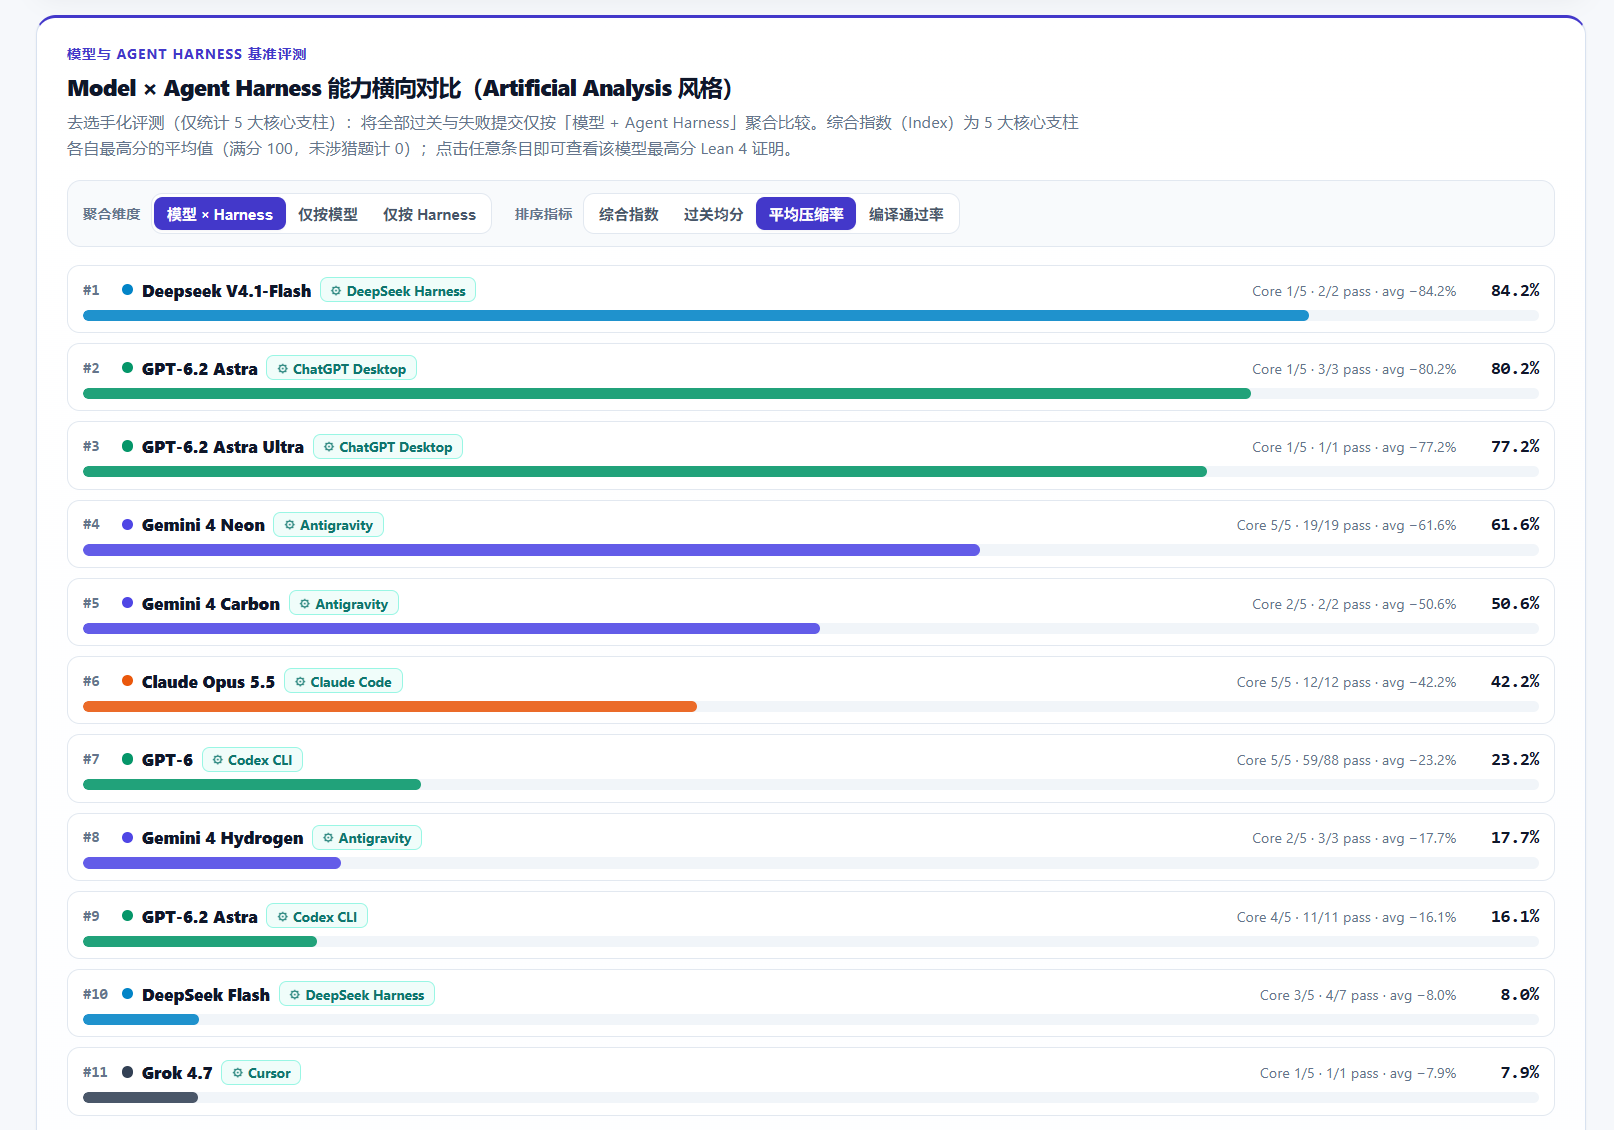 模型与 AGENT HARNESS 基准评测
Model × Agent Harness 能力横向对比（Artificial Analysis 风格）
去选手化评测（仅统计 5 大核心支柱）：将全部过关与失败提交仅按「模型 + Agent Harness」聚合比较。综合指数（Index）为 5 大核心支柱
各自最高分的平均值（满分 100，未涉猎题计 0）；点击任意条目即可查看该模型最高分 Lean 4 证明。
聚合维度 模型 × Harness 仅按模型 仅按 Harness 排序指标 综合指数 过关均分 平均压缩率 编译通过率
#1 Deepseek V4.1-Flash ⚙ DeepSeek Harness Core 1/5 · 2/2 pass · avg −84.2% 84.2%
#2 GPT-6.2 Astra ⚙ ChatGPT Desktop Core 1/5 · 3/3 pass · avg −80.2% 80.2%
#3 GPT-6.2 Astra Ultra ⚙ ChatGPT Desktop Core 1/5 · 1/1 pass · avg −77.2% 77.2%
#4 Gemini 4 Neon ⚙ Antigravity Core 5/5 · 19/19 pass · avg −61.6% 61.6%
#5 Gemini 4 Carbon ⚙ Antigravity Core 2/5 · 2/2 pass · avg −50.6% 50.6%
#6 Claude Opus 5.5 ⚙ Claude Code Core 5/5 · 12/12 pass · avg −42.2% 42.2%
#7 GPT-6 ⚙ Codex CLI Core 5/5 · 59/88 pass · avg −23.2% 23.2%
#8 Gemini 4 Hydrogen ⚙ Antigravity Core 2/5 · 3/3 pass · avg −17.7% 17.7%
#9 GPT-6.2 Astra ⚙ Codex CLI Core 4/5 · 11/11 pass · avg −16.1% 16.1%
#10 DeepSeek Flash ⚙ DeepSeek Harness Core 3/5 · 4/7 pass · avg −8.0% 8.0%
#11 Grok 4.7 ⚙ Cursor Core 1/5 · 1/1 pass · avg −7.9% 7.9%